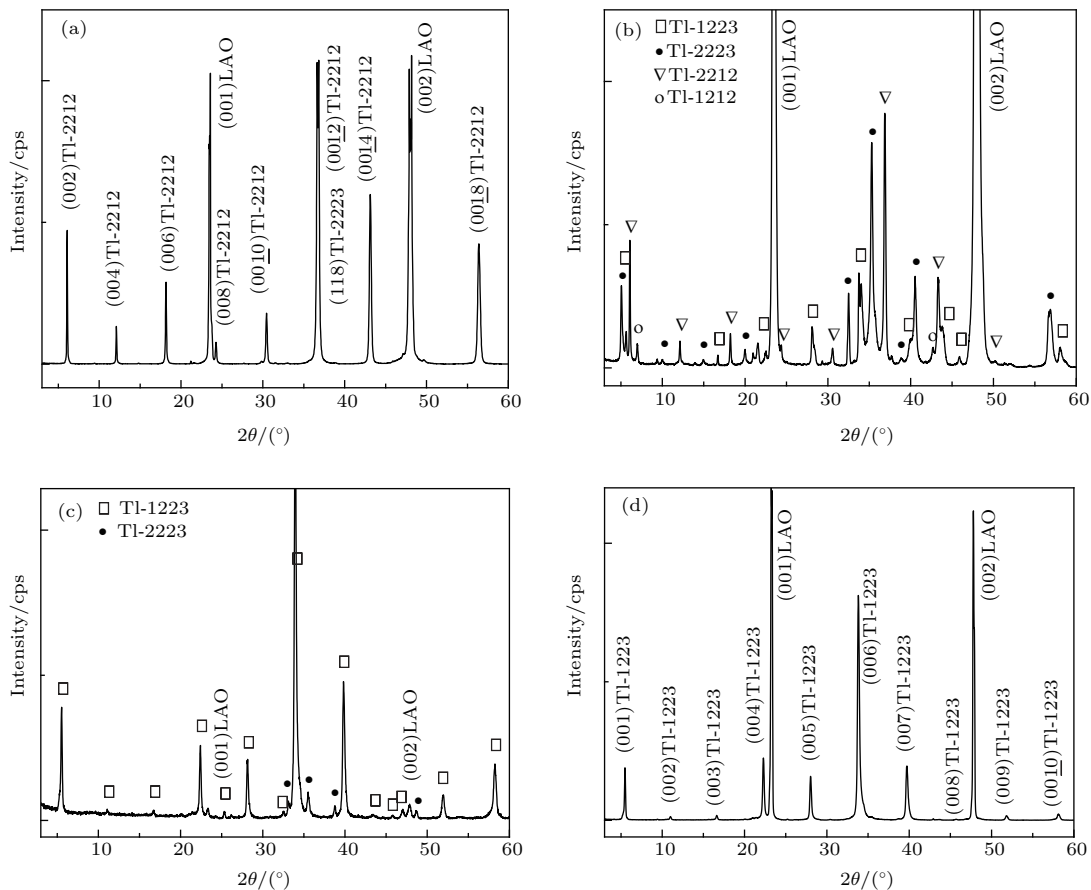 (a)
Intensity/cps
(002)Tl-2212
(004)Tl-2212
(006)Tl-2212
(001)LAO
(008)Tl-2212
(0010)Tl-2212
(0012)Tl-2212
(118)Tl-2223
(0014)Tl-2212
(002)LAO
(0018)Tl-2212
10 20 30 40 50 60
2θ/(°)
(b)
Tl-1223
Tl-2223
Tl-2212
Tl-1212
Intensity/cps
(001)LAO
(002)LAO
10 20 30 40 50 60
2θ/(°)
(c)
Tl-1223
Tl-2223
Intensity/cps
(001)LAO
(002)LAO
10 20 30 40 50 60
2θ/(°)
(d)
Intensity/cps
(001)Tl-1223
(002)Tl-1223
(003)Tl-1223
(004)Tl-1223
(001)LAO
(005)Tl-1223
(006)Tl-1223
(007)Tl-1223
(008)Tl-1223
(002)LAO
(009)Tl-1223
(0010)Tl-1223
10 20 30 40 50 60
2θ/(°)